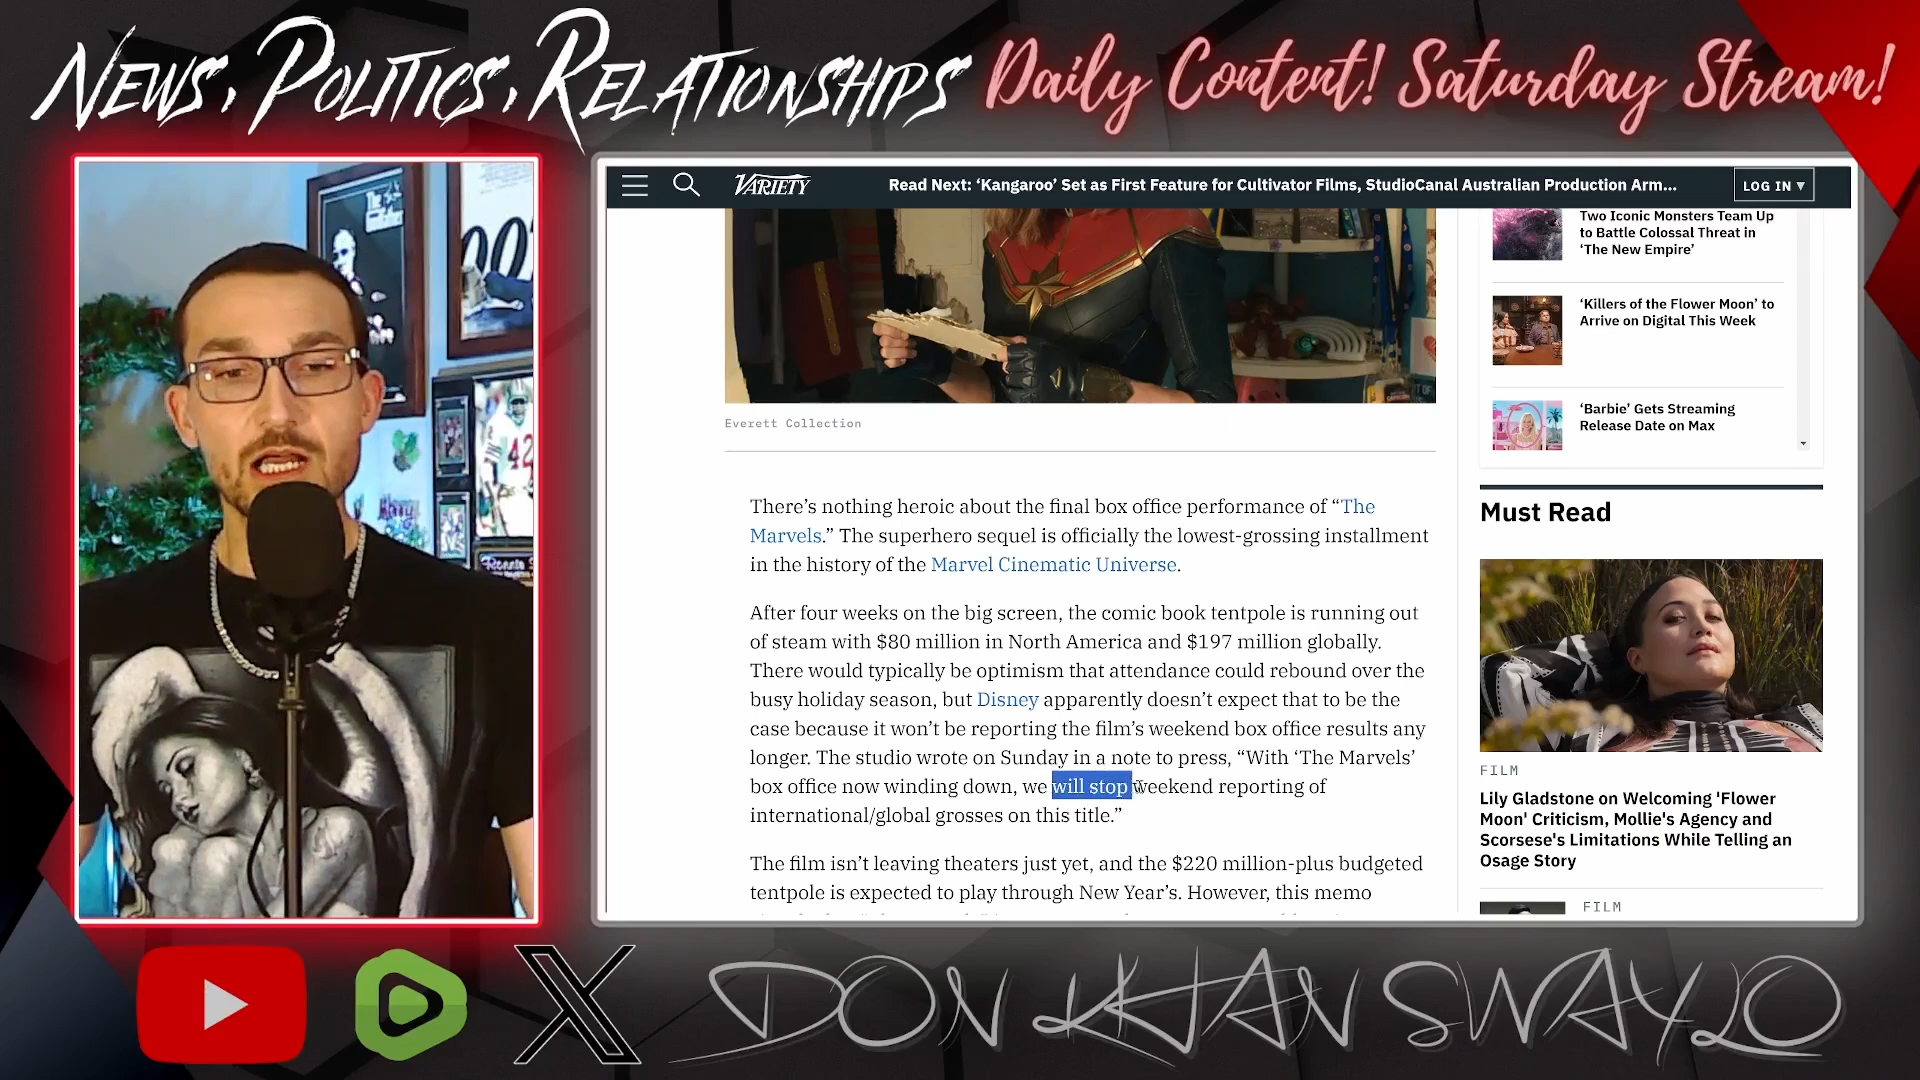 NEWS, POLITICS, RELATIONSHIPS
Daily Content! Saturday Stream!
The
007
42
VARIETY
Read Next: ‘Kangaroo’ Set as First Feature for Cultivator Films, StudioCanal Australian Production Arm...
LOG IN ▾
Two Iconic Monsters Team Up
to Battle Colossal Threat in
‘The New Empire’
‘Killers of the Flower Moon’ to
Arrive on Digital This Week
‘Barbie’ Gets Streaming
Release Date on Max
Everett Collection
There’s nothing heroic about the final box office performance of “The
Marvels.” The superhero sequel is officially the lowest-grossing installment
in the history of the Marvel Cinematic Universe.
After four weeks on the big screen, the comic book tentpole is running out
of steam with $80 million in North America and $197 million globally.
There would typically be optimism that attendance could rebound over the
busy holiday season, but Disney apparently doesn’t expect that to be the
case because it won’t be reporting the film’s weekend box office results any
longer. The studio wrote on Sunday in a note to press, “With ‘The Marvels’
box office now winding down, we will stop weekend reporting of
international/global grosses on this title.”
The film isn’t leaving theaters just yet, and the $220 million-plus budgeted
tentpole is expected to play through New Year’s. However, this memo
Must Read
FILM
Lily Gladstone on Welcoming 'Flower
Moon' Criticism, Mollie's Agency and
Scorsese's Limitations While Telling an
Osage Story
FILM
X
DON KHAN SWAYLO